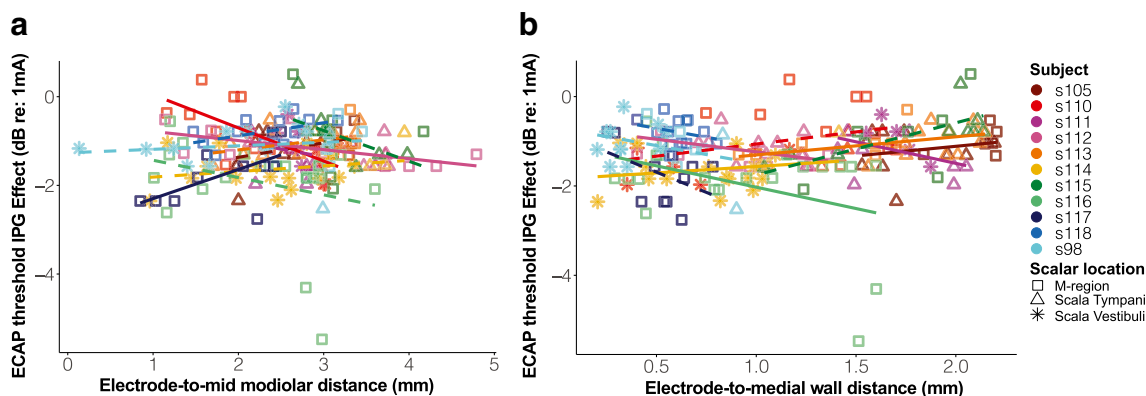 a
b
ECAP threshold IPG Effect (dB re: 1mA)
0
−2
−4
0 1 2 3 4 5
Electrode-to-mid modiolar distance (mm)
ECAP threshold IPG Effect (dB re: 1mA)
0
−2
−4
0.5 1.0 1.5 2.0
Electrode-to-medial wall distance (mm)
Subject
s105
s110
s111
s112
s113
s114
s115
s116
s117
s118
s98
Scalar location
M-region
Scala Tympani
Scala Vestibuli